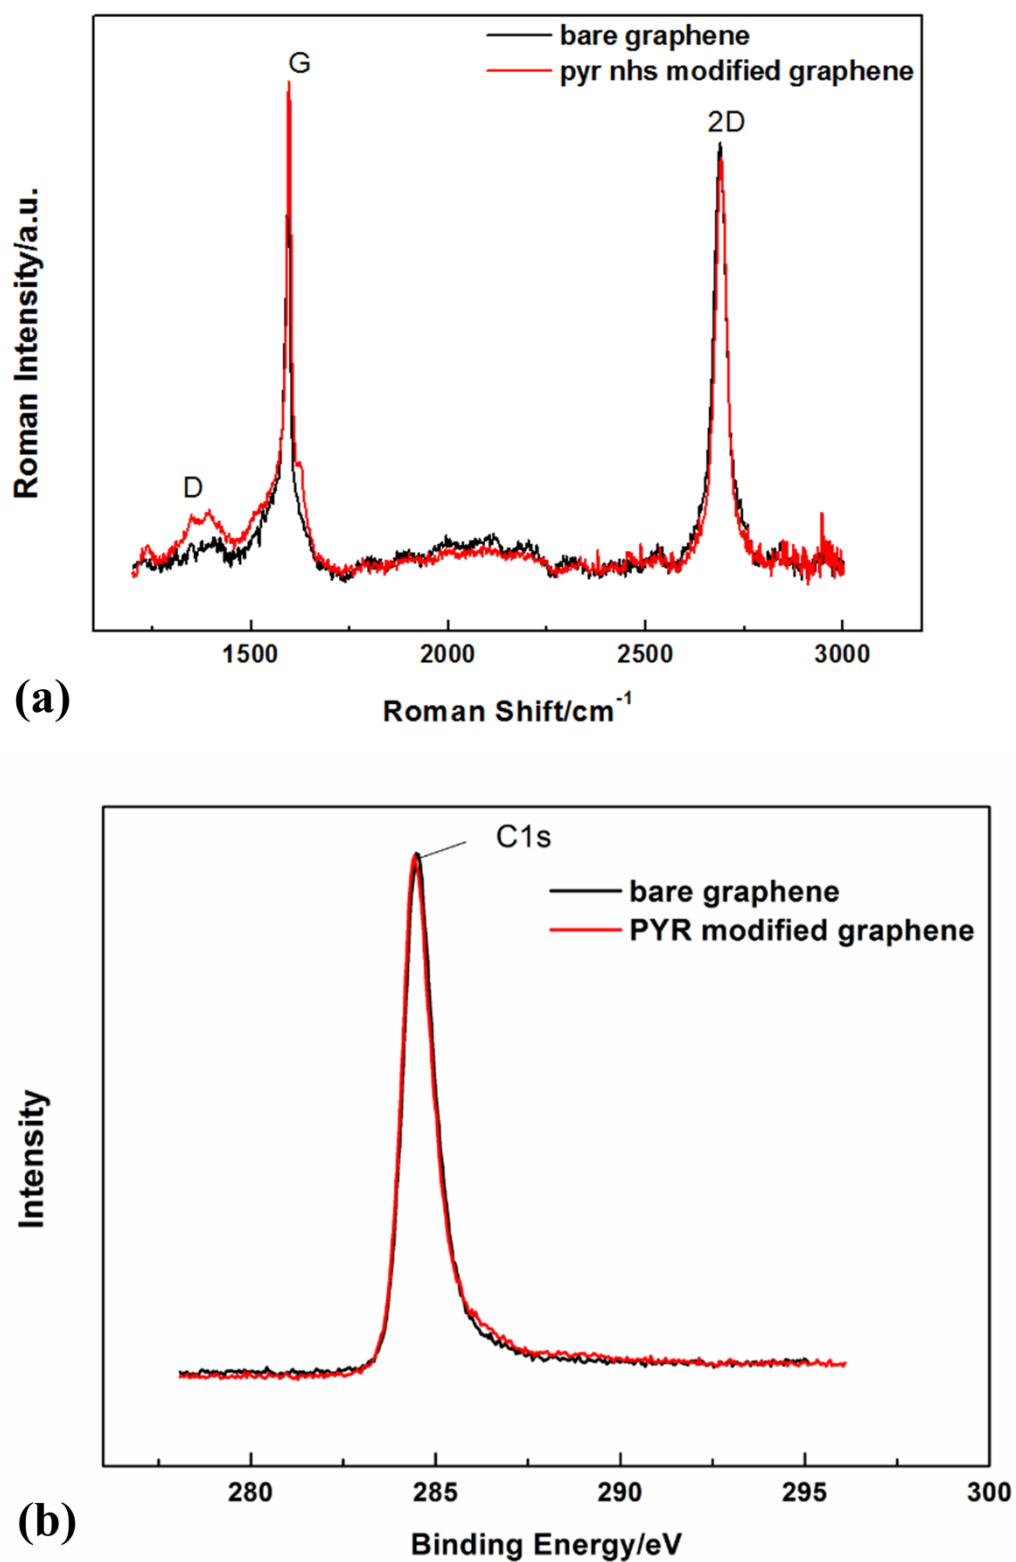 bare graphene
pyr nhs modified graphene
G
2D
D
Roman Intensity/a.u.
1500 2000 2500 3000
Roman Shift/cm⁻¹
(a)
C1s
bare graphene
PYR modified graphene
Intensity
280 285 290 295 300
Binding Energy/eV
(b)